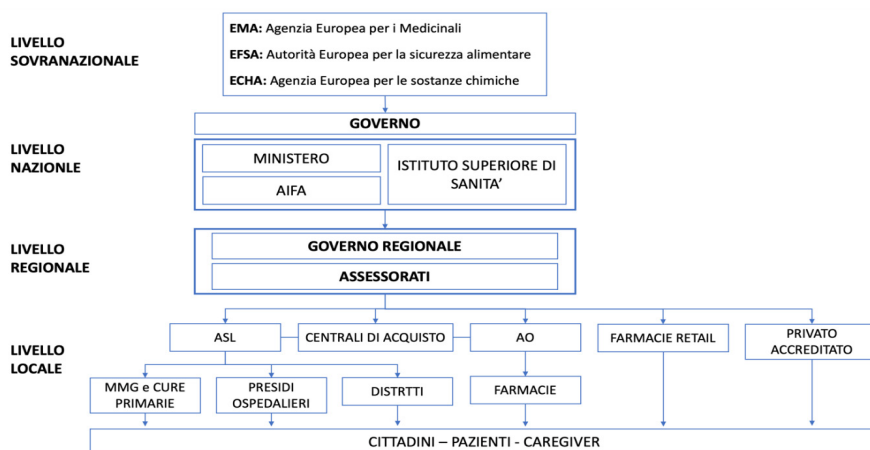 LIVELLO
SOVRANAZIONALE
EMA: Agenzia Europea per i Medicinali
EFSA: Autorità Europea per la sicurezza alimentare
ECHA: Agenzia Europea per le sostanze chimiche
GOVERNO
LIVELLO
NAZIONLE
MINISTERO
AIFA
ISTITUTO SUPERIORE DI
SANITA’
LIVELLO
REGIONALE
GOVERNO REGIONALE
ASSESSORATI
LIVELLO
LOCALE
ASL
CENTRALI DI ACQUISTO
AO
FARMACIE RETAIL
PRIVATO
ACCREDITATO
MMG e CURE
PRIMARIE
PRESIDI
OSPEDALIERI
DISTRTTI
FARMACIE
CITTADINI – PAZIENTI - CAREGIVER